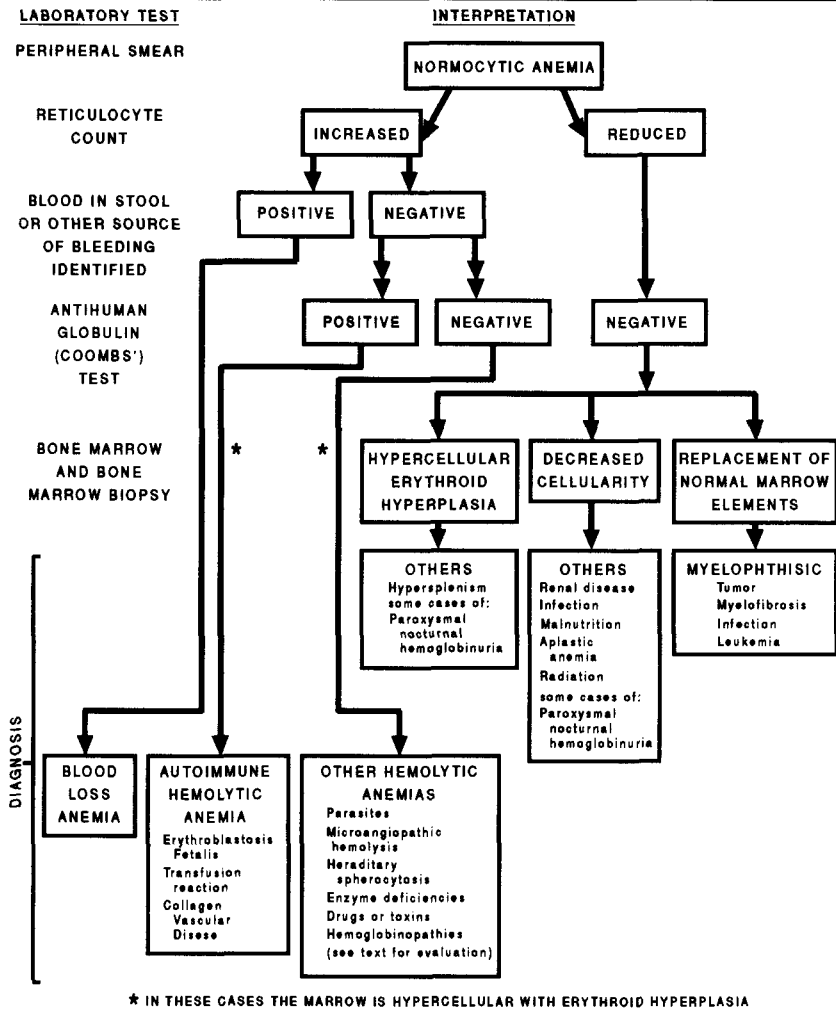 LABORATORY TEST
INTERPRETATION
PERIPHERAL SMEAR
NORMOCYTIC ANEMIA
RETICULOCYTE
COUNT
INCREASED
REDUCED
BLOOD IN STOOL
OR OTHER SOURCE
OF BLEEDING
IDENTIFIED
POSITIVE
NEGATIVE
ANTIHUMAN
GLOBULIN
(COOMBS')
TEST
POSITIVE
NEGATIVE
NEGATIVE
BONE MARROW
AND BONE
MARROW BIOPSY
*
*
HYPERCELLULAR
ERYTHROID
HYPERPLASIA
DECREASED
CELLULARITY
REPLACEMENT OF
NORMAL MARROW
ELEMENTS
OTHERS
Hypersplenism
some cases of:
Paroxysmal
nocturnal
hemoglobinuria
OTHERS
Renal disease
Infection
Malnutrition
Aplastic
anemia
Radiation
some cases of:
Paroxysmal
nocturnal
hemoglobinuria
MYELOPHTHISIC
Tumor
Myelofibrosis
Infection
Leukemia
DIAGNOSIS
BLOOD
LOSS
ANEMIA
AUTOIMMUNE
HEMOLYTIC
ANEMIA
Erythroblastosis
Fetalis
Transfusion
reaction
Collagen
Vascular
Disese
OTHER HEMOLYTIC
ANEMIAS
Parasites
Microangiopathic
hemolysis
Hereditary
spherocytosis
Enzyme deficiencies
Drugs or toxins
Hemoglobinopathies
(see text for evaluation)
* IN THESE CASES THE MARROW IS HYPERCELLULAR WITH ERYTHROID HYPERPLASIA